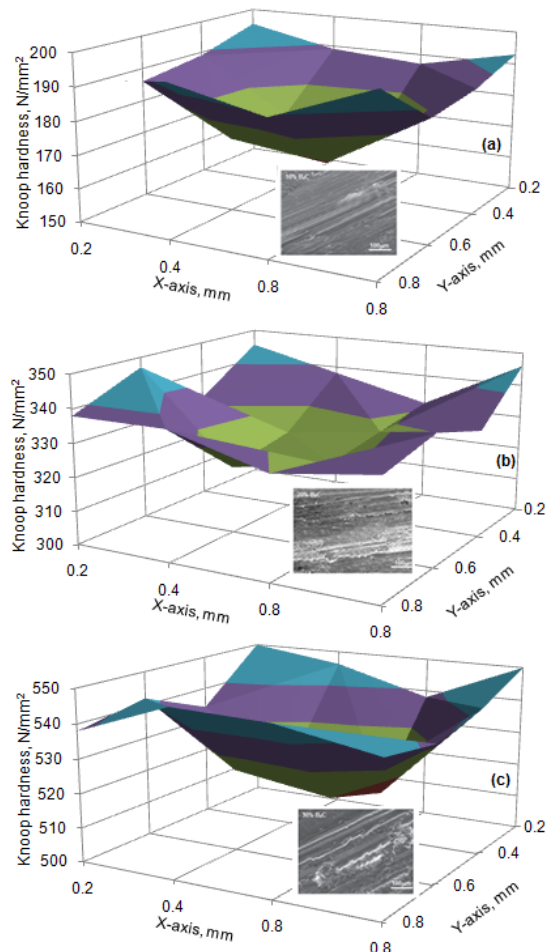 Knoop hardness, N/mm²
200
190
180
170
160
150
0.2
0.4
0.8
0.8
X-axis, mm
0.2
0.4
0.6
0.8
Y-axis, mm
(a)
10% B₄C
100µm
Knoop hardness, N/mm²
350
340
330
320
310
300
0.2
0.4
0.8
0.8
X-axis, mm
0.2
0.4
0.6
0.8
Y-axis, mm
(b)
Knoop hardness, N/mm²
550
540
530
520
510
500
0.2
0.4
0.8
0.8
X-axis, mm
0.2
0.4
0.6
0.8
Y-axis, mm
(c)
100µm